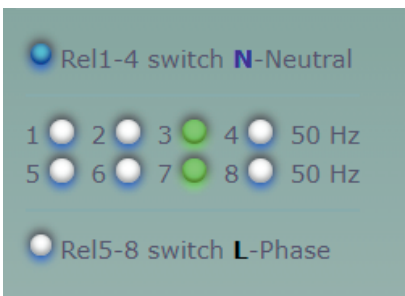 Rel1-4 switch N-Neutral
1 2 3 4 50 Hz
5 6 7 8 50 Hz
Rel5-8 switch L-Phase